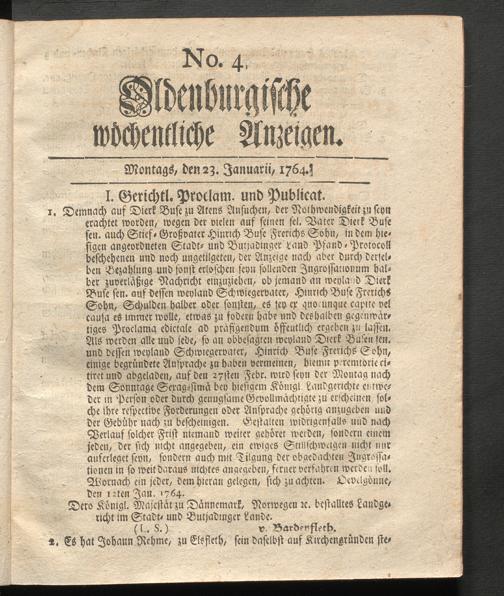 No. 4.
Oldenburgische
wöchentliche Anzeigen.
Montags, den 23. Januarii, 1764.
I. Gerichtl. Proclam. und Publicat.
1. Demnach auf Dierk Buse zu Atens Ansuchen, der Nothwendigkeit zu seyn
erachtet worden, wegen der vielen auf seinen sel. Vater Dierk Buse
sen. auch Stief-Großvater Hinrich Buse Frerichs Sohn, in dem hie-
sigen angeordneten Stadt- und Butjadinger Land Pfand-Protocoll
beschehenen und noch ungetilgeten, der Anzeige nach aber durch dersel-
ben Bezahlung und sonst erloschen seyn sollenden Ingrossationum hal-
ber zuverläßige Nachricht einzuziehen, ob jemand an weyland Dierk
Buse sen. auf dessen weyland Schwiegervater, Hinrich Buse Frerichs
Sohn, Schulden halber oder sonsten, es sey ex quo unque capite vel
causa es immer wolle, etwas zu fodern habe und deshalben gegenwär-
tiges Proclama edictale ad präfigendum öffentlich ergehen zu lassen.
Als werden alle und jede, so an obbesagten weyland Dierk Busen sen.
und dessen weyland Schwiegervater, Hinrich Buse Frerichs Sohn,
einige begründete Ansprache zu haben vermeinen, hiemit peremtorie ci-
tiret und abgeladen, auf den 27sten Febr. wird seyn der Montag nach
dem Sonntage Sexagesimä bey hiesigem Königl. Landgerichte entwe-
der in Person oder durch genugsame Gevollmächtigte zu erscheinen, sol-
che ihre respective Forderungen oder Ansprache gehörig anzugeben und
der Gebühr nach zu bescheinigen. Gestalten widrigenfalls und nach
Verlauf solcher Frist niemand weiter gehöret werden, sondern einem
jeden, der sich nicht angegeben, ein ewiges Stillschweigen nicht nur
auferleget seyn, sondern auch mit Tilgung der obgedachten Ingrossa-
tionen in so weit daraus nichtes angegeben, ferner verfahren werden soll.
Wornach ein jeder, dem hieran gelegen, sich zu achten. Oevelgönne,
den 12ten Jan. 1764.
Dero Königl. Majestät zu Dännemark, Norwegen ꝛc. bestalltes Landge-
richt im Stadt- und Butjadinger Lande.
(L. S.) v. Bardenfleth.
2. Es hat Johann Rehme, zu Elsfleth, sein daselbst auf Kirchengründen ste-